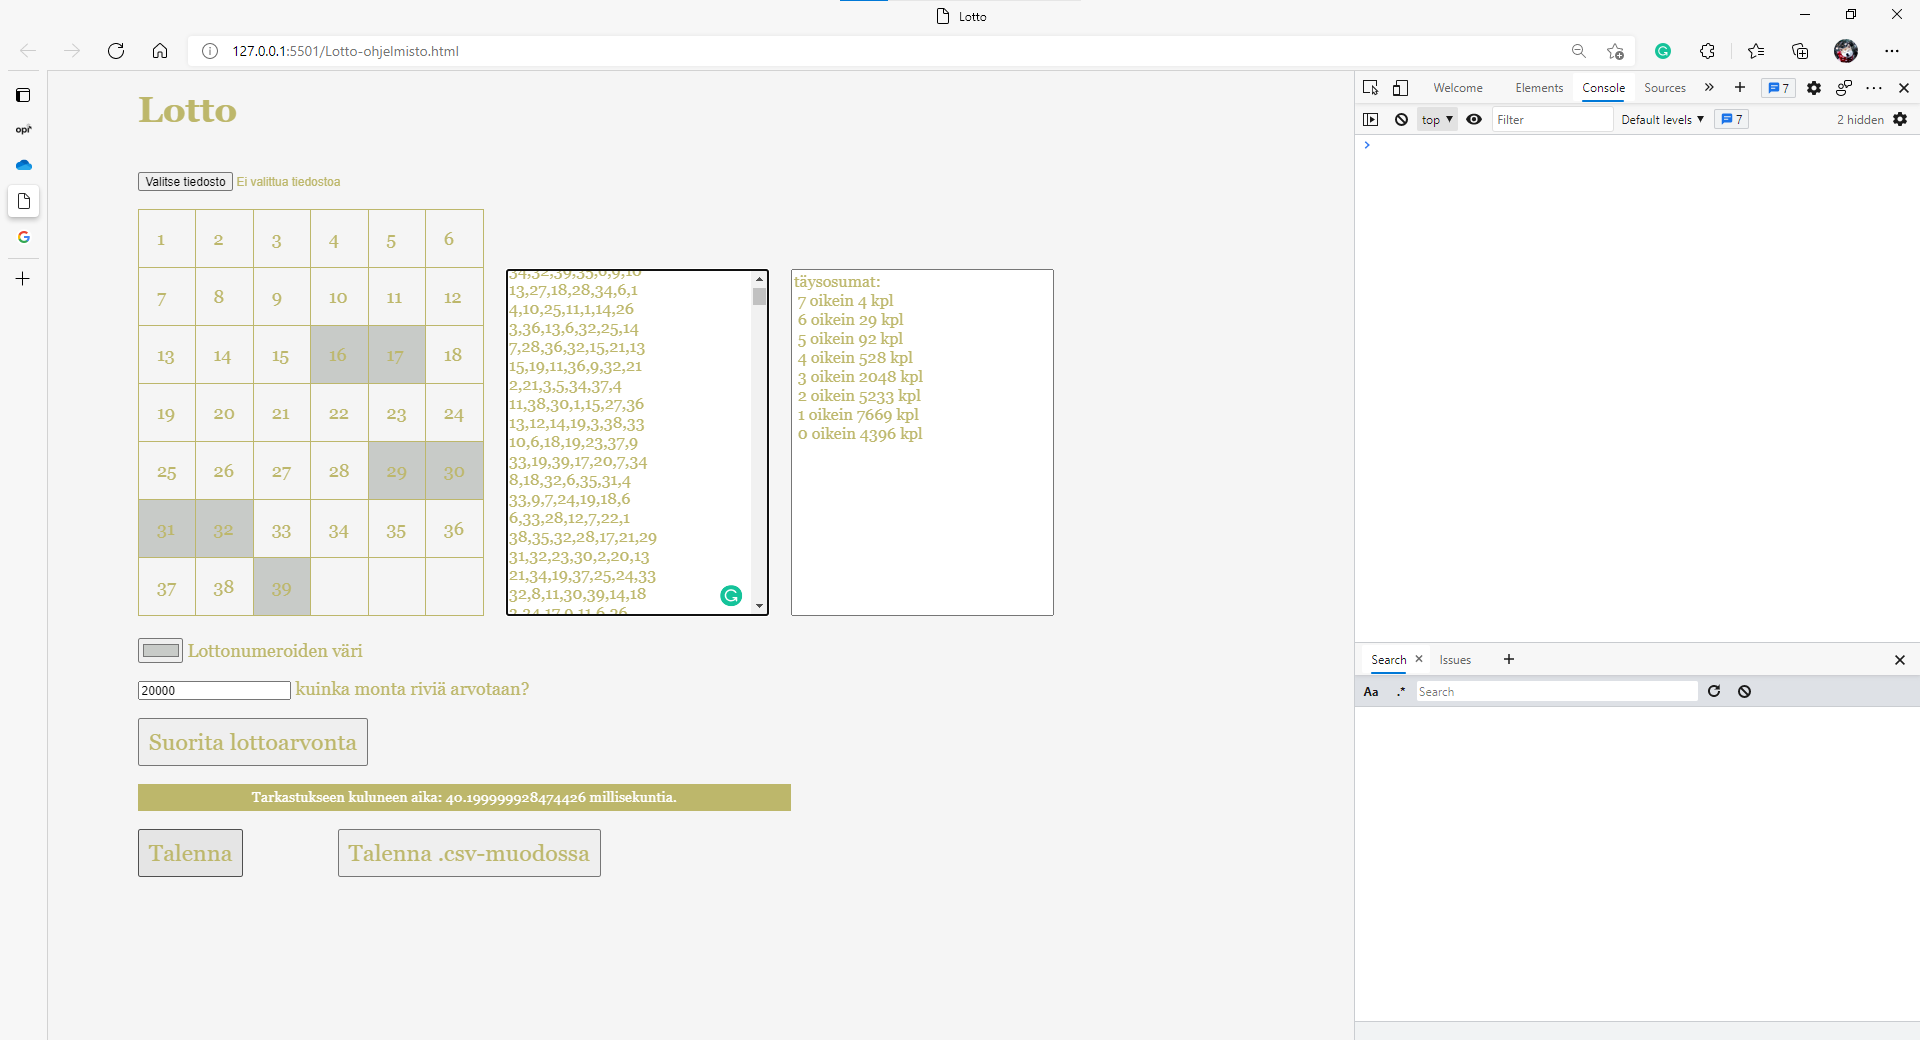 Lotto
127.0.0.1:5501/Lotto-ohjelmisto.html
opi
Lotto
Valitse tiedosto Ei valittua tiedostoa
1 2 3 4 5 6
7 8 9 10 11 12
13 14 15 16 17 18
19 20 21 22 23 24
25 26 27 28 29 30
31 32 33 34 35 36
37 38 39
13,27,18,28,34,6,1
4,10,25,11,1,14,26
3,36,13,6,32,25,14
7,28,36,32,15,21,13
15,19,11,36,9,32,21
2,21,3,5,34,37,4
11,38,30,1,15,27,36
13,12,14,19,3,38,33
10,6,18,19,23,37,9
33,19,39,17,20,7,34
8,18,32,6,35,31,4
33,9,7,24,19,18,6
6,33,28,12,7,22,1
38,35,32,28,17,21,29
31,32,23,30,2,20,13
21,34,19,37,25,24,33
32,8,11,30,39,14,18
täysosumat:
7 oikein 4 kpl
6 oikein 29 kpl
5 oikein 92 kpl
4 oikein 528 kpl
3 oikein 2048 kpl
2 oikein 5233 kpl
1 oikein 7669 kpl
0 oikein 4396 kpl
Lottonumeroiden väri
20000 kuinka monta riviä arvotaan?
Suorita lottoarvonta
Tarkastukseen kuluneen aika: 40.199999928474426 millisekuntia.
Talenna Talenna .csv-muodossa
Welcome Elements Console Sources 7
top Filter Default levels 7 2 hidden
Search Issues
Aa .* Search